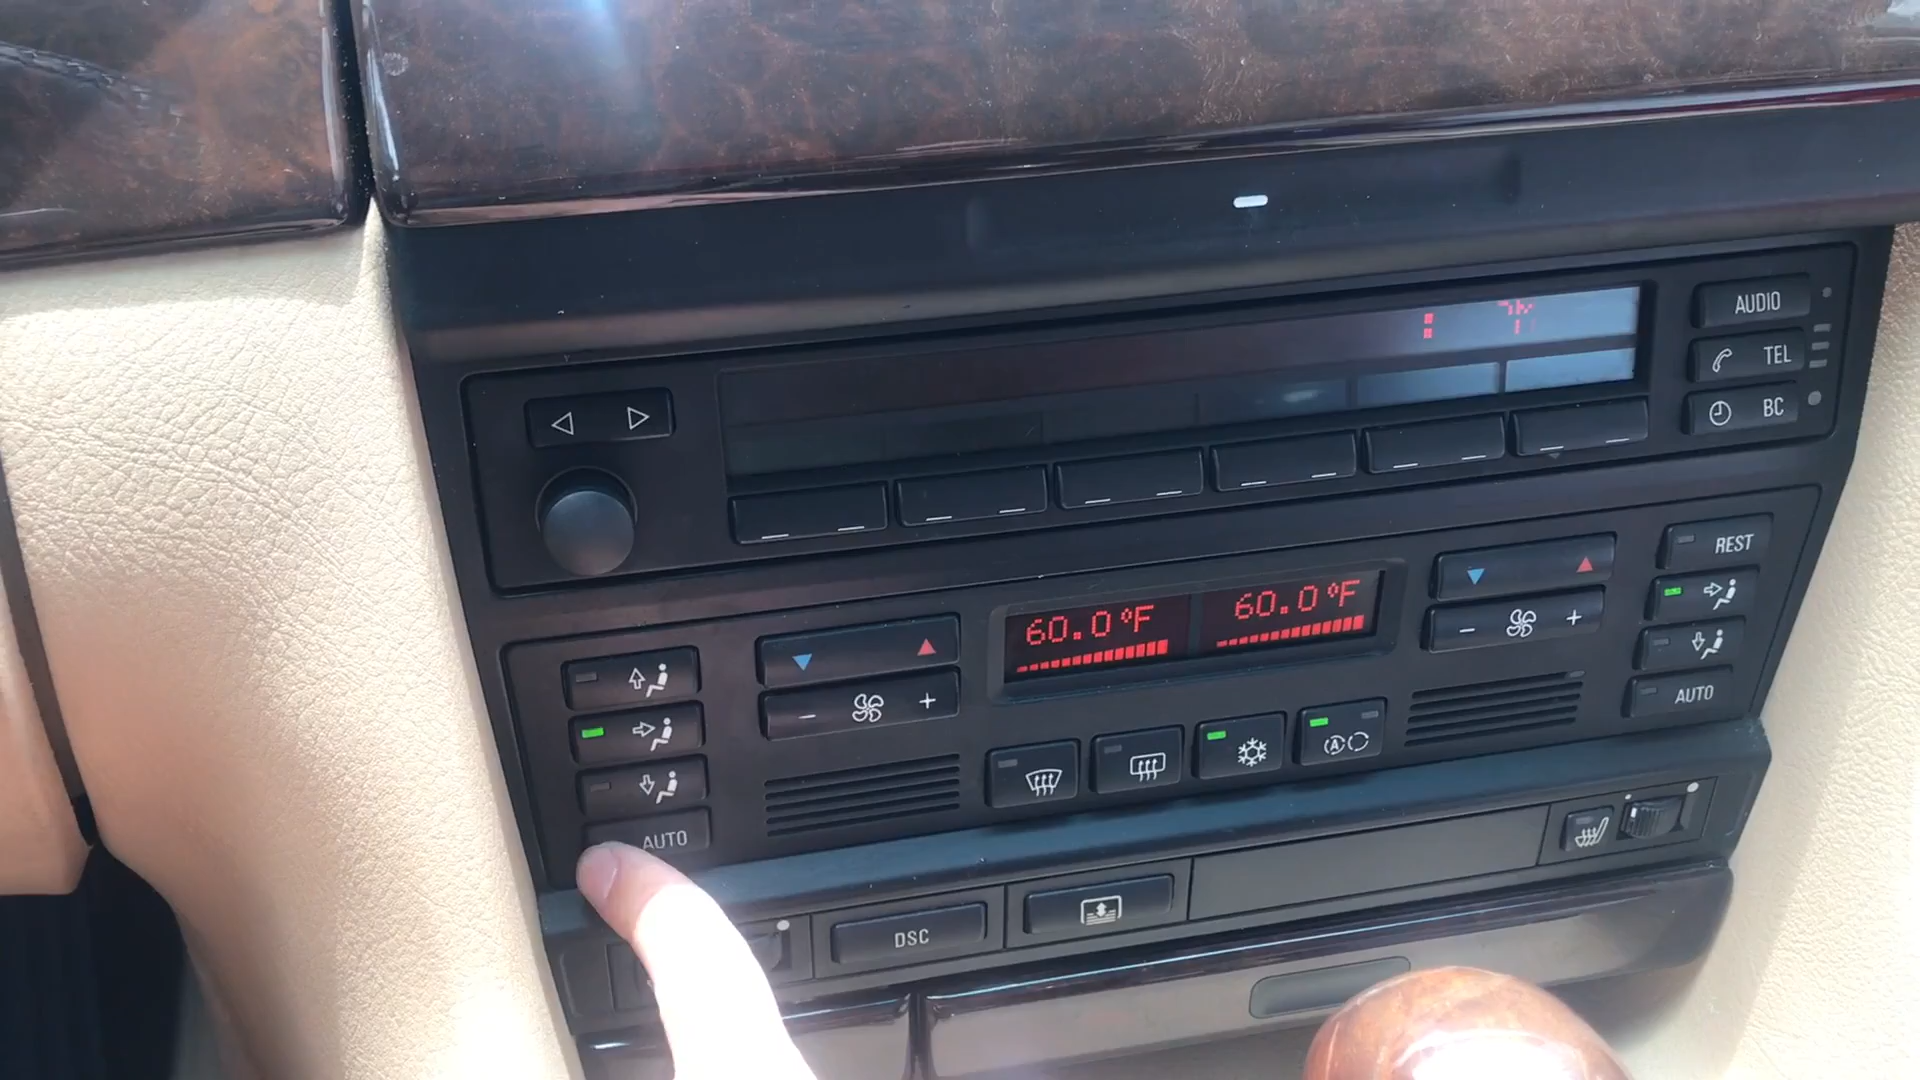 AUDIO
TEL
BC
REST
60.0°F 60.0°F
− +
− +
AUTO
A
AUTO
DSC